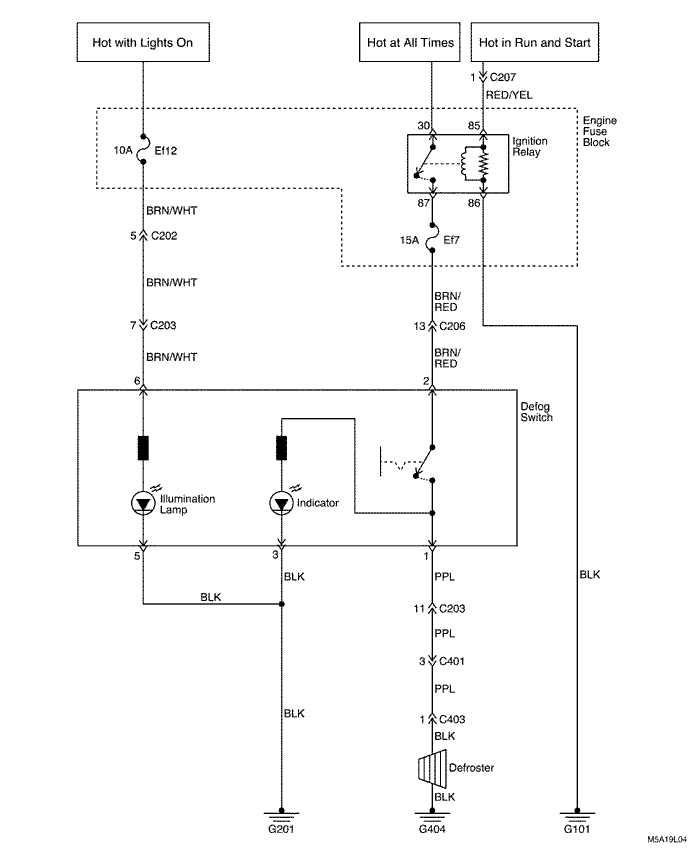 Hot with Lights On
Hot at All Times
Hot in Run and Start
1 C207
RED/YEL
Engine
Fuse
Block
30
85
Ignition
Relay
10A Ef12
87
86
BRN/WHT
5 C202
15A Ef7
BRN/WHT
BRN/
RED
7 C203
13 C206
BRN/WHT
BRN/
RED
6
2
Defog
Switch
Illumination
Lamp
Indicator
5
3
1
BLK
PPL
BLK
BLK
11 C203
PPL
3 C401
PPL
BLK
1 C403
BLK
Defroster
BLK
G201
G404
G101
M5A19L04